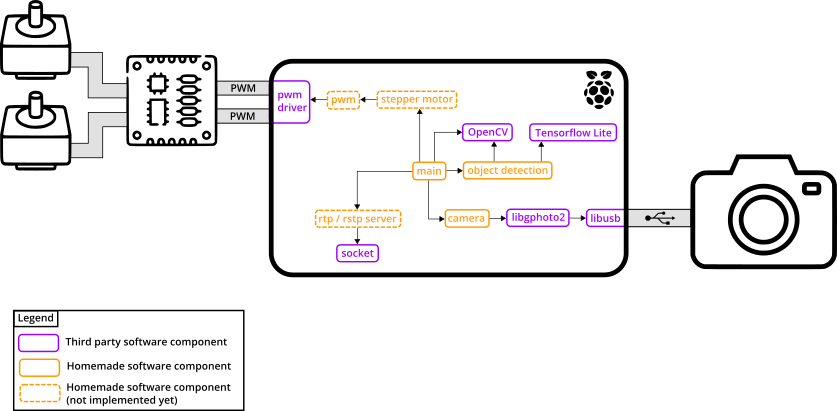 PWM
PWM
pwm
driver
pwm
stepper motor
OpenCV
Tensorflow Lite
main
object detection
rtp / rstp server
camera
libgphoto2
libusb
socket
Legend
Third party software component
Homemade software component
Homemade software component
(not implemented yet)